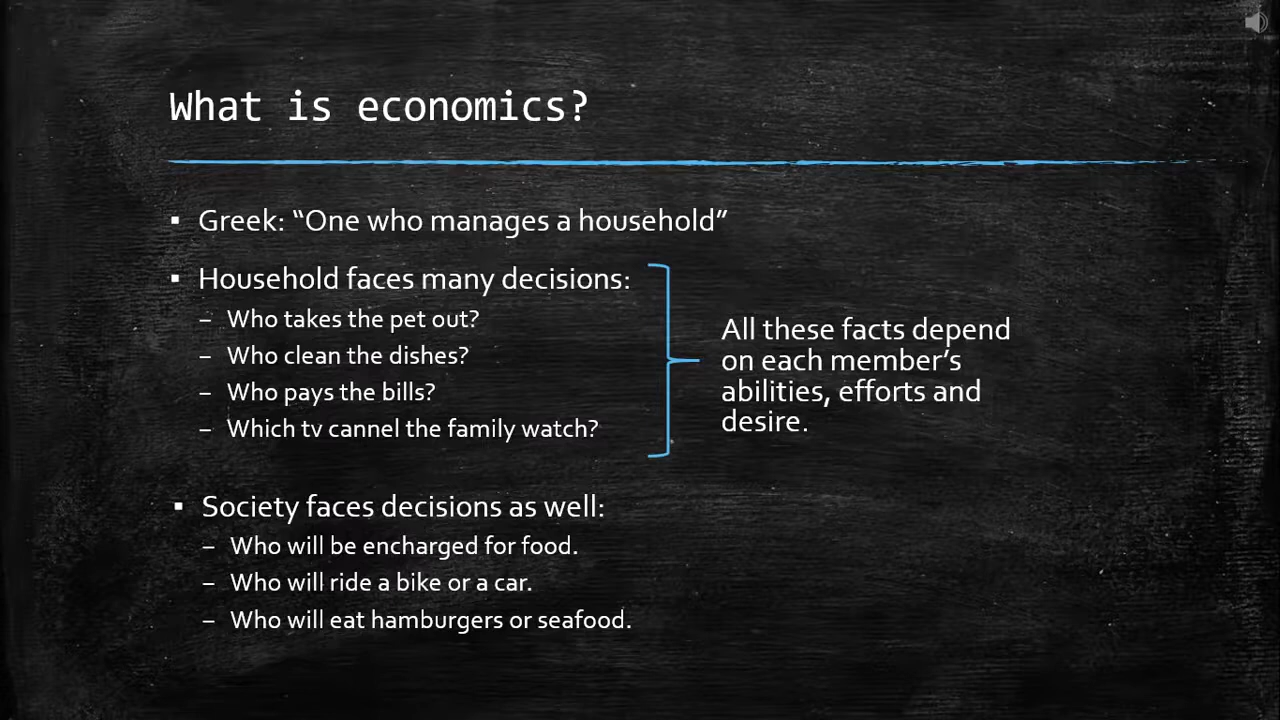 What is economics?
▪ Greek: “One who manages a household”
▪ Household faces many decisions:
– Who takes the pet out?
– Who clean the dishes?
– Who pays the bills?
– Which tv cannel the family watch?
All these facts depend
on each member’s
abilities, efforts and
desire.
▪ Society faces decisions as well:
– Who will be encharged for food.
– Who will ride a bike or a car.
– Who will eat hamburgers or seafood.